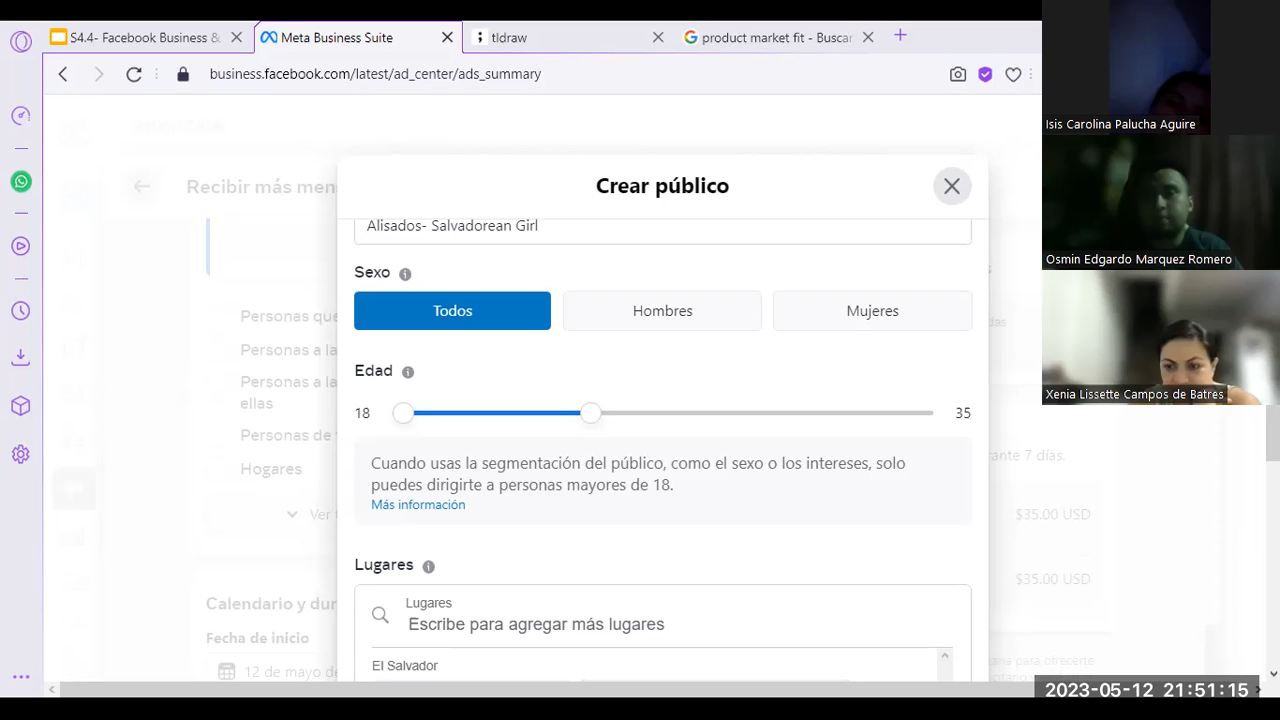 S4.4- Facebook Business &
Meta Business Suite
tldraw
product market fit - Buscar
business.facebook.com/latest/ad_center/ads_summary
Isis Carolina Palucha Aguire
Osmin Edgardo Marquez Romero
Xenia Lissette Campos de Batres
Recibir más men
Crear público
Alisados- Salvadorean Girl
Sexo
Todos
Hombres
Mujeres
Personas que
Personas a la
Personas a la
ellas
Personas de
Hogares
Ver
Edad
18
35
Cuando usas la segmentación del público, como el sexo o los intereses, solo
puedes dirigirte a personas mayores de 18.
Más información
rante 7 días.
$35.00 USD
$35.00 USD
Lugares
Lugares
Escribe para agregar más lugares
El Salvador
Calendario y dur
Fecha de inicio
12 de mayo de
2023-05-12 21:51:15